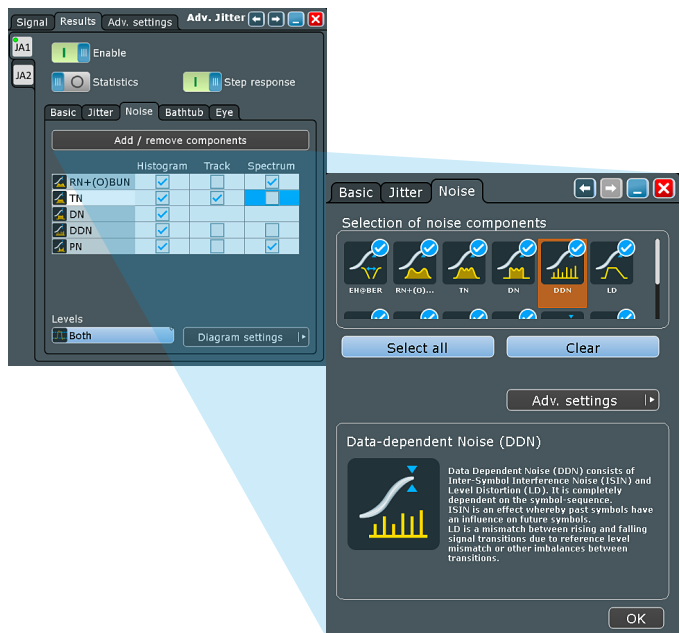 Signal Results Adv. settings Adv. Jitter
JA1
Enable
JA2
Statistics Step response
Basic Jitter Noise Bathtub Eye
Add / remove components
Histogram Track Spectrum
RN+(O)BUN
TN
DN
DDN
PN
Levels
Both Diagram settings
Basic Jitter Noise
Selection of noise components
EH@BER RN+(O)... TN DN DDN LD
Select all Clear
Adv. settings
Data-dependent Noise (DDN)
Data Dependent Noise (DDN) consists of
Inter-Symbol Interference Noise (ISIN) and
Level Distortion (LD). It is completely
dependent on the symbol-sequence.
ISIN is an effect whereby past symbols have
an influence on future symbols.
LD is a mismatch between rising and falling
signal transitions due to reference level
mismatch or other imbalances between
transitions.
OK